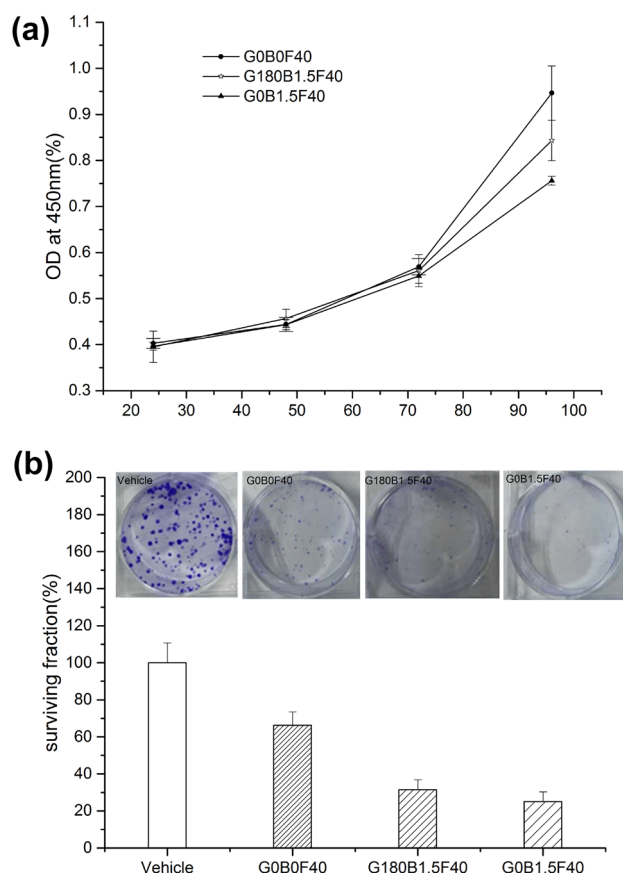 (a)
1.1
1.0
0.9
0.8
0.7
0.6
0.5
0.4
0.3
OD at 450nm(%)
G0B0F40
G180B1.5F40
G0B1.5F40
20 30 40 50 60 70 80 90 100
(b)
200
180
160
140
120
100
80
60
40
20
0
surviving fraction(%)
Vehicle G0B0F40 G180B1.5F40 G0B1.5F40
Vehicle G0B0F40 G180B1.5F40 G0B1.5F40